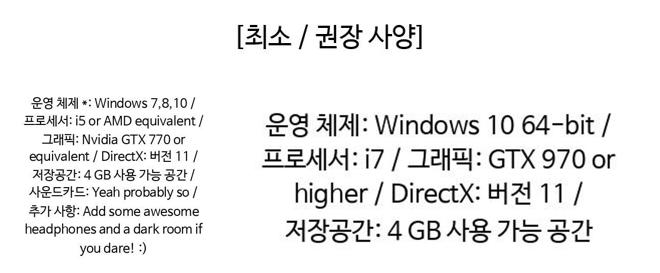 [최소 / 권장 사양]
운영 체제 *: Windows 7,8,10 /
프로세서: i5 or AMD equivalent /
그래픽: Nvidia GTX 770 or
equivalent / DirectX: 버전 11 /
저장공간: 4 GB 사용 가능 공간 /
사운드카드: Yeah probably so /
추가 사항: Add some awesome
headphones and a dark room if
you dare! :)
운영 체제: Windows 10 64-bit /
프로세서: i7 / 그래픽: GTX 970 or
higher / DirectX: 버전 11 /
저장공간: 4 GB 사용 가능 공간